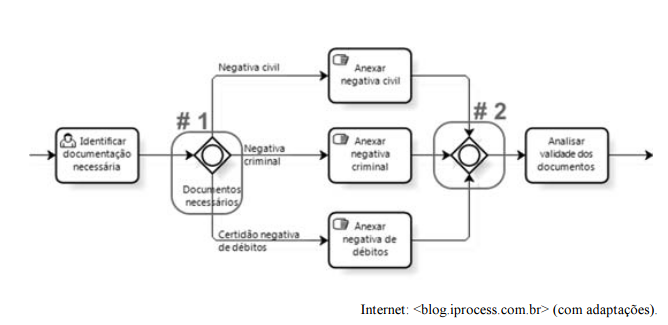 Negativa civil
Anexar
negativa civil
# 1
# 2
Identificar
documentação
necessária
Negativa
criminal
Anexar
negativa
criminal
Analisar
validade dos
documentos
Documentos
necessários
Certidão negativa
de débitos
Anexar
negativa de
débitos
Internet: <blog.iprocess.com.br> (com adaptações).